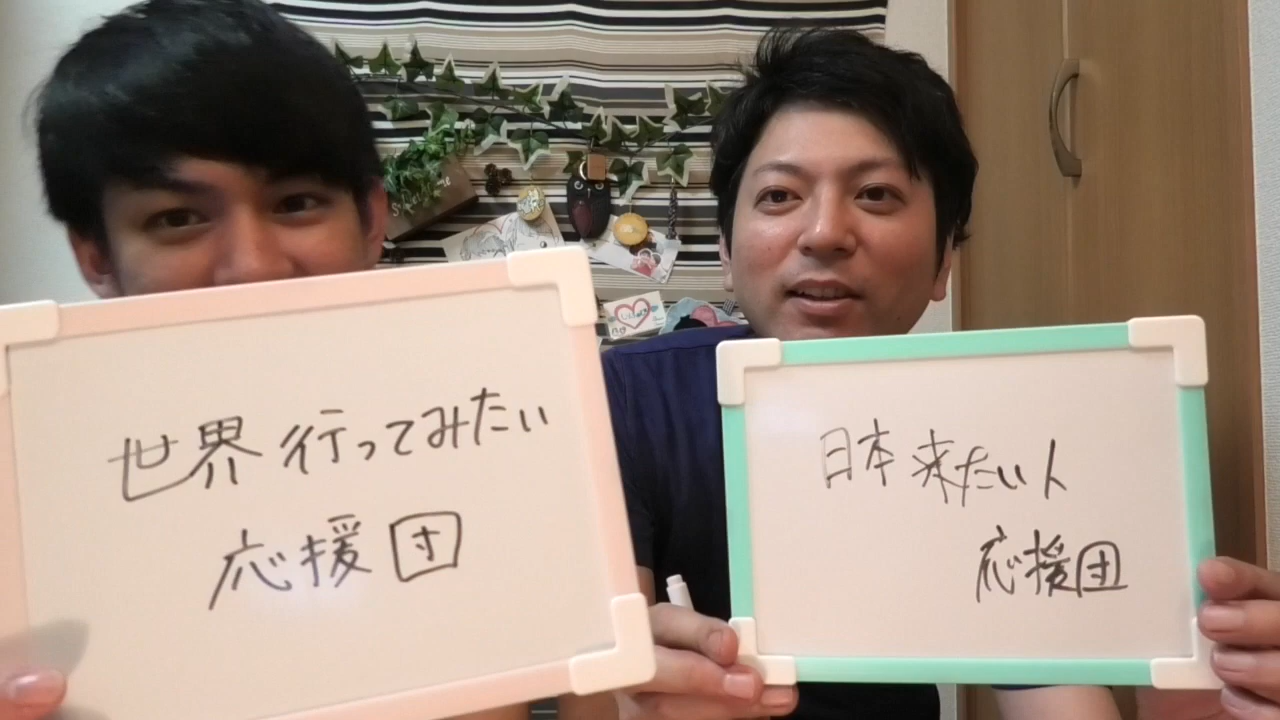 世界行ってみたい
応援団
日本来たい人
応援団